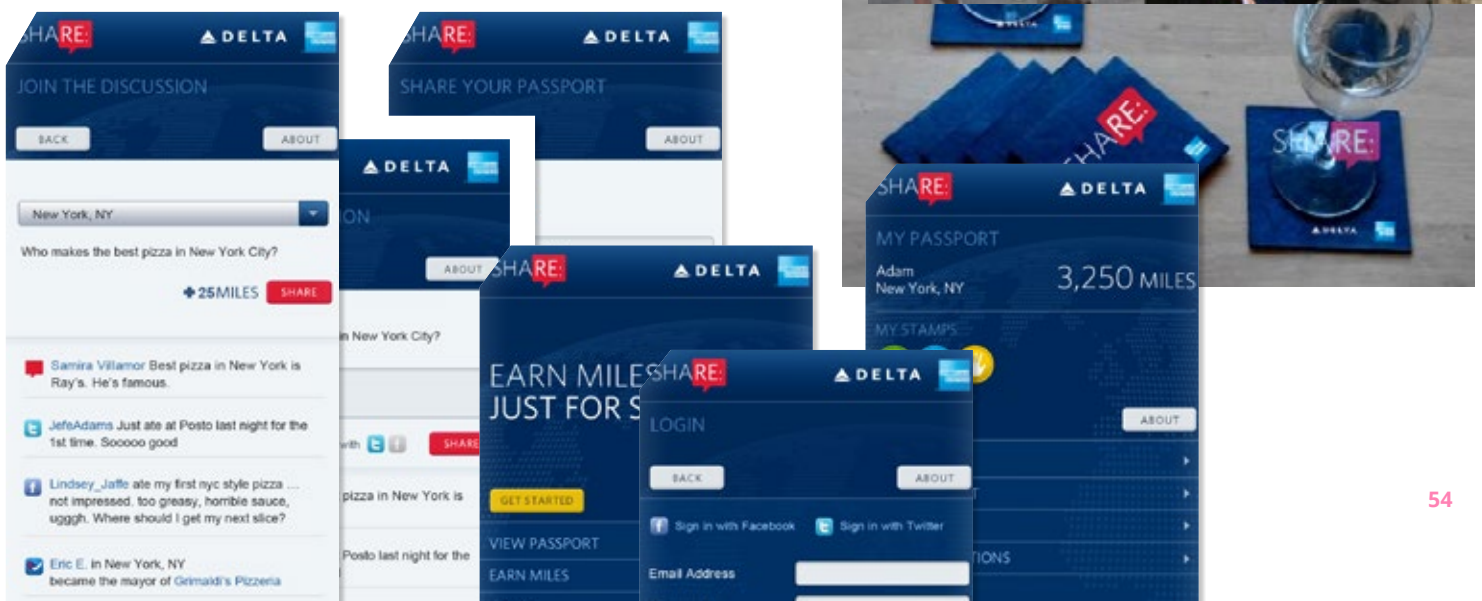 SHARE:
DELTA
JOIN THE DISCUSSION
BACK
ABOUT
New York, NY
Who makes the best pizza in New York City?
+25MILES SHARE
Samira Villamor Best pizza in New York is
Ray's. He's famous.
JefeAdams Just ate at Posto last night for the
1st time. Sooooo good
Lindsey_Jaffe ate my first nyc style pizza ...
not impressed. too greasy, horrible sauce,
ugggh. Where should I get my next slice?
Eric E. in New York, NY
became the mayor of Grimaldi's Pizzeria
SHARE:
DELTA
SHARE YOUR PASSPORT
ABOUT
DELTA
ION
ABOUT
in New York City?
with
SHARE
pizza in New York is
Posto last night for the
SHARE:
DELTA
EARN MILES
JUST FOR S
GET STARTED
VIEW PASSPORT
EARN MILES
SHARE:
DELTA
LOGIN
BACK
ABOUT
Sign in with Facebook
Sign in with Twitter
Email Address
SHARE:
SHARE:
DELTA
SHARE:
DELTA
MY PASSPORT
Adam
New York, NY
3,250 MILES
MY STAMPS
ABOUT
T
TIONS
54